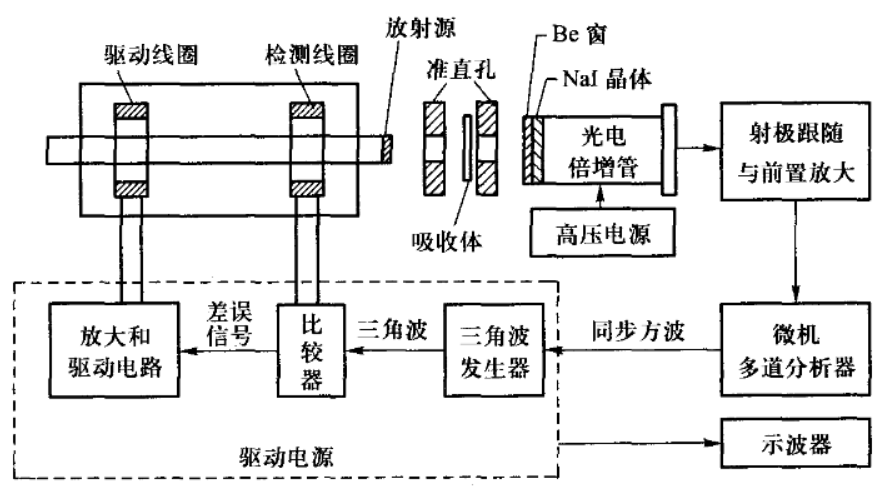 放射源
驱动线圈
检测线圈
准直孔
Be 窗
NaI 晶体
光电
倍增管
射极跟随
与前置放大
吸收体
高压电源
放大和
驱动电路
差误
信号
比
较
器
三角波
三角波
发生器
同步方波
微机
多道分析器
驱动电源
示波器